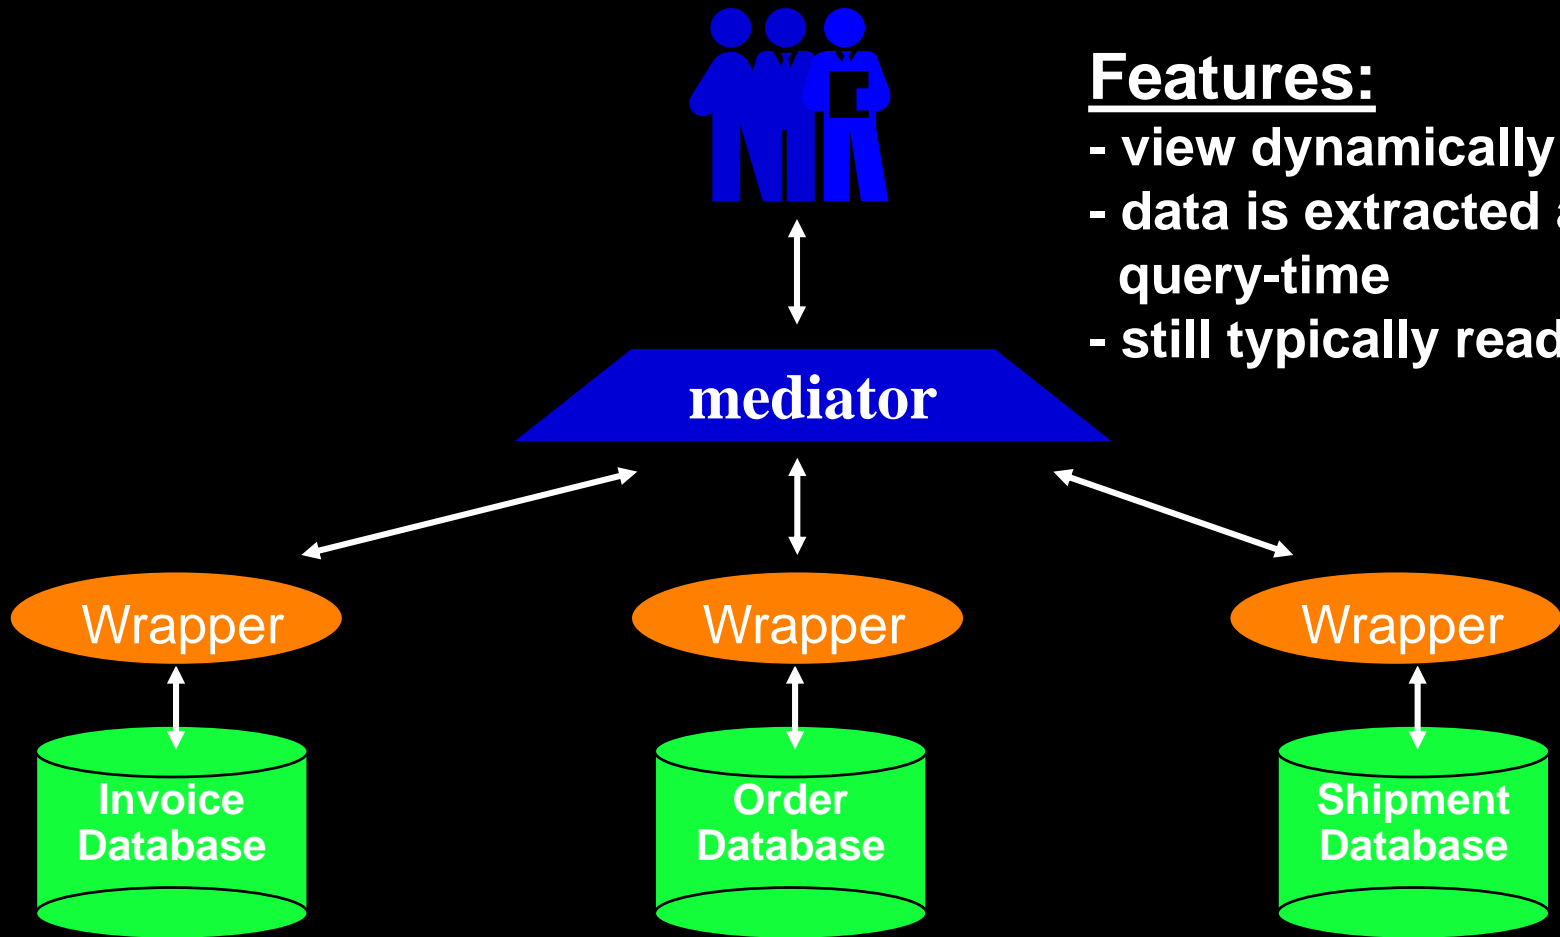 Features:
- view dynamically
- data is extracted
query-time
- still typically read
mediator
Wrapper Wrapper Wrapper
Invoice
Database
Order
Database
Shipment
Database